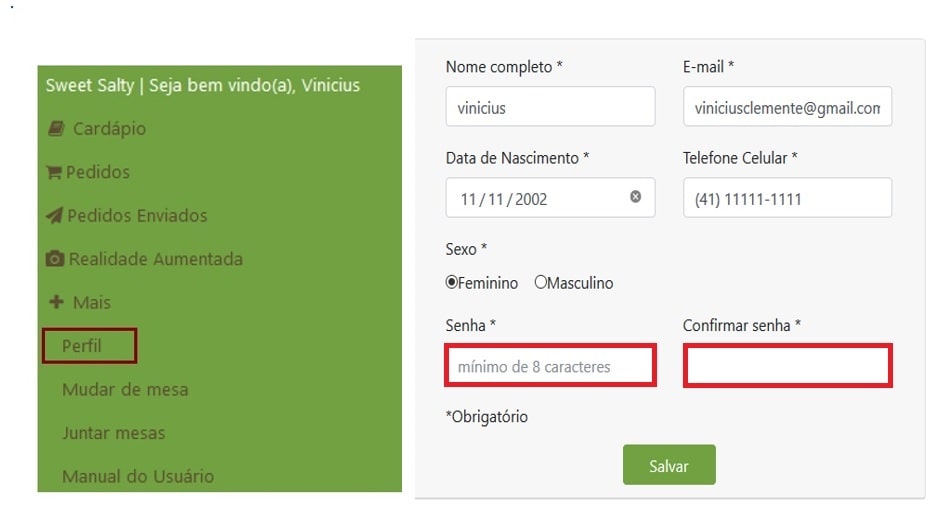 Sweet Salty | Seja bem vindo(a), Vinicius
Cardápio
Pedidos
Pedidos Enviados
Realidade Aumentada
Mais
Perfil
Mudar de mesa
Juntar mesas
Manual do Usuário
Nome completo * E-mail *
vinicius viniciusclemente@gmail.com
Data de Nascimento * Telefone Celular *
11/11/2002 (41) 11111-1111
Sexo *
Feminino Masculino
Senha * Confirmar senha *
mínimo de 8 caracteres
*Obrigatório
Salvar